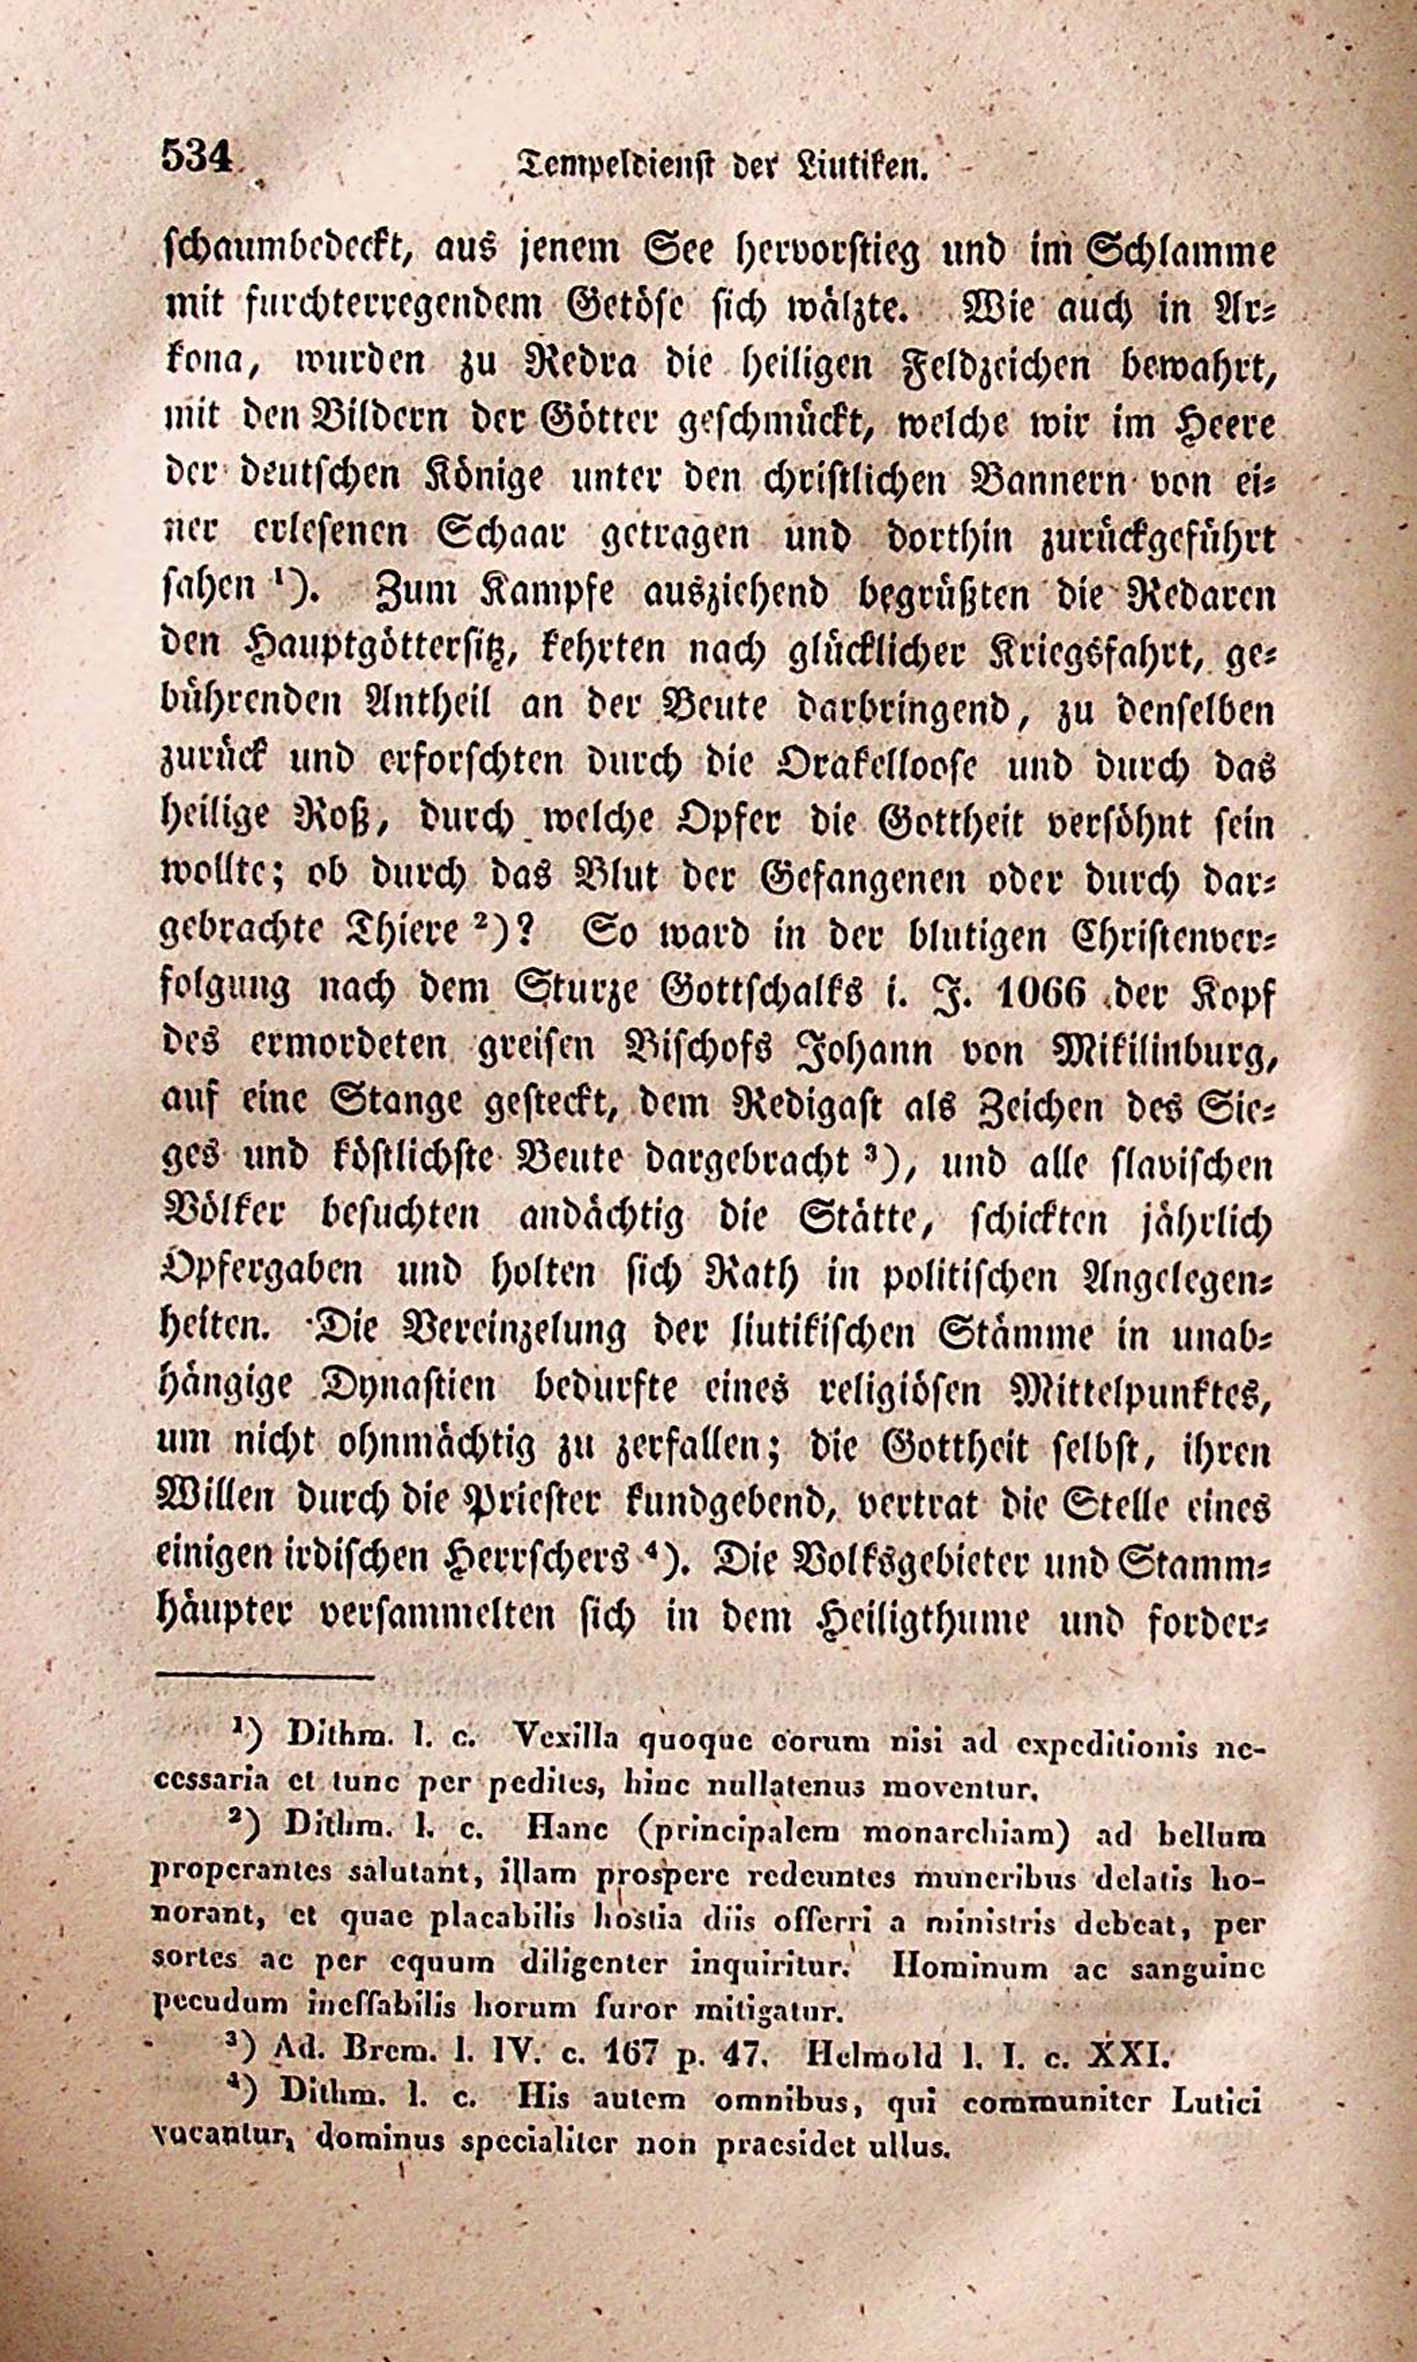 534
Tempeldienst der Liutiken.
schaumbedeckt, aus jenem See hervorstieg und im Schlamme
mit furchterregendem Getöse sich wälzte. Wie auch in Ar-
kona, wurden zu Redra die heiligen Feldzeichen bewahrt,
mit den Bildern der Götter geschmückt, welche wir im Heere
der deutschen Könige unter den christlichen Bannern von ei-
ner erlesenen Schaar getragen und dorthin zurückgeführt
sahen ¹). Zum Kampfe ausziehend begrüßten die Redaren
den Hauptgöttersitz, kehrten nach glücklicher Kriegsfahrt, ge-
bührenden Antheil an der Beute darbringend, zu denselben
zurück und erforschten durch die Orakelloose und durch das
heilige Roß, durch welche Opfer die Gottheit versöhnt sein
wollte; ob durch das Blut der Gefangenen oder durch dar-
gebrachte Thiere ²)? So ward in der blutigen Christenver-
folgung nach dem Sturze Gottschalks i. J. 1066 der Kopf
des ermordeten greisen Bischofs Johann von Mikilinburg,
auf eine Stange gesteckt, dem Redigast als Zeichen des Sie-
ges und köstlichste Beute dargebracht ³), und alle slavischen
Völker besuchten andächtig die Stätte, schickten jährlich
Opfergaben und holten sich Rath in politischen Angelegen-
heiten. Die Vereinzelung der liutikischen Stämme in unab-
hängige Dynastien bedurfte eines religiösen Mittelpunktes,
um nicht ohnmächtig zu zerfallen; die Gottheit selbst, ihren
Willen durch die Priester kundgebend, vertrat die Stelle eines
einigen irdischen Herrschers ⁴). Die Volksgebieter und Stamm-
häupter versammelten sich in dem Heiligthume und forder-
¹) Dithm. l. c. Vexilla quoque eorum nisi ad expeditionis ne-
cessaria et tunc per pedites, hinc nullatenus moventur.
²) Dithm. l. c. Hanc (principalem monarchiam) ad bellum
properantes salutant, illam prospere redeuntes muneribus delatis ho-
norant, et quae placabilis hostia diis offerri a ministris debeat, per
sortes ac per equum diligenter inquiritur. Hominum ac sanguine
pecudum ineffabilis horum furor mitigatur.
³) Ad. Brem. l. IV. c. 167 p. 47. Helmold l. I. c. XXI.
⁴) Dithm. l. c. His autem omnibus, qui communiter Lutici
vocantur, dominus specialiter non praesidet ullus.